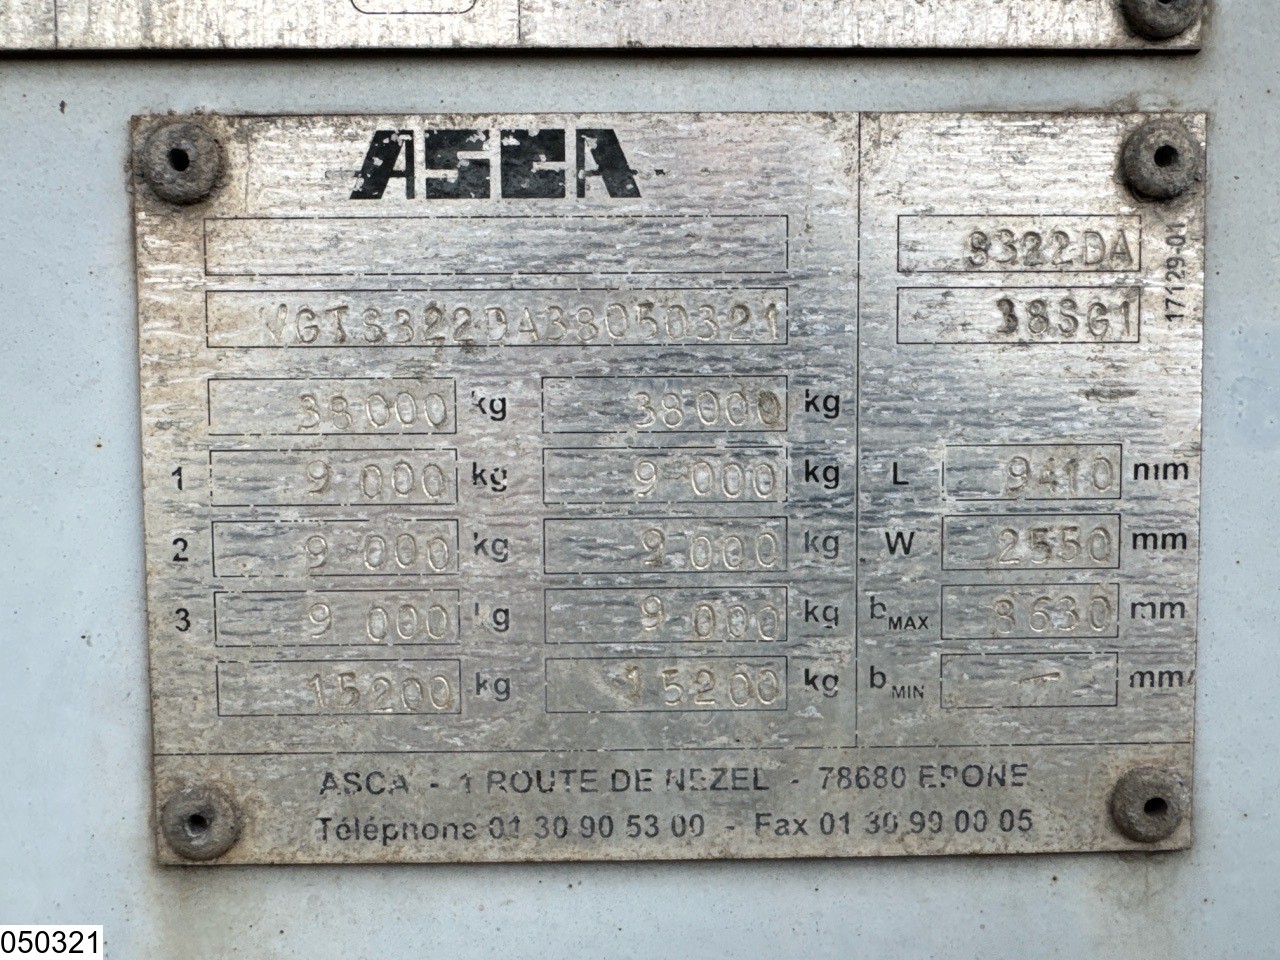 ASCA
S322DA
VGTS322DA38050321
38SG1
17129-01
38000 kg 38000 kg
1 9 000 kg 9 000 kg L 9410 mm
2 9 000 kg 9 000 kg W 2550 mm
3 9 000 kg 9 000 kg bMAX 8630 mm
15200 kg 15200 kg bMIN - mm
ASCA - 1 ROUTE DE NEZEL - 78680 EPONE
Téléphone 01 30 90 53 00 - Fax 01 30 99 00 05
050321